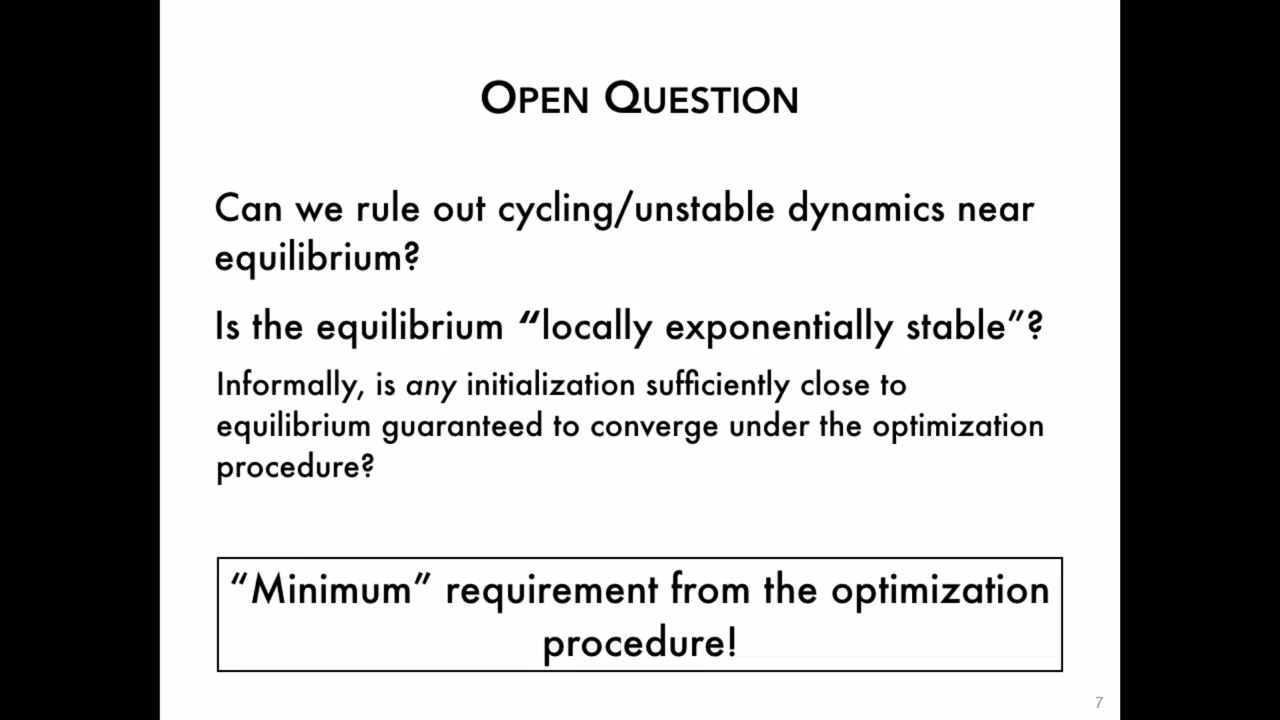 OPEN QUESTION
Can we rule out cycling/unstable dynamics near
equilibrium?
Is the equilibrium “locally exponentially stable”?
Informally, is any initialization sufficiently close to
equilibrium guaranteed to converge under the optimization
procedure?
“Minimum” requirement from the optimization
procedure!
7